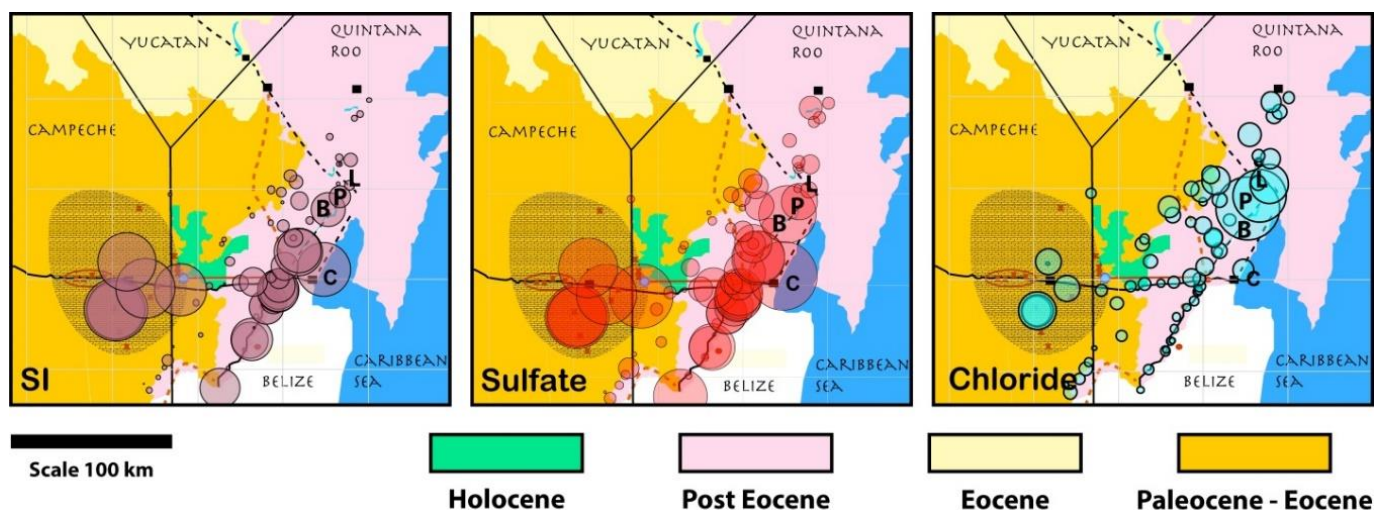 YUCATAN
QUINTANA
ROO
CAMPECHE
L
P
B
C
SI
BELIZE
CARIBBEAN
SEA
YUCATAN
QUINTANA
ROO
CAMPECHE
L
P
B
C
Sulfate
BELIZE
CARIBBEAN
SEA
YUCATAN
QUINTANA
ROO
CAMPECHE
L
P
B
C
Chloride
BELIZE
CARIBBEAN
SEA
Scale 100 km
Holocene
Post Eocene
Eocene
Paleocene - Eocene